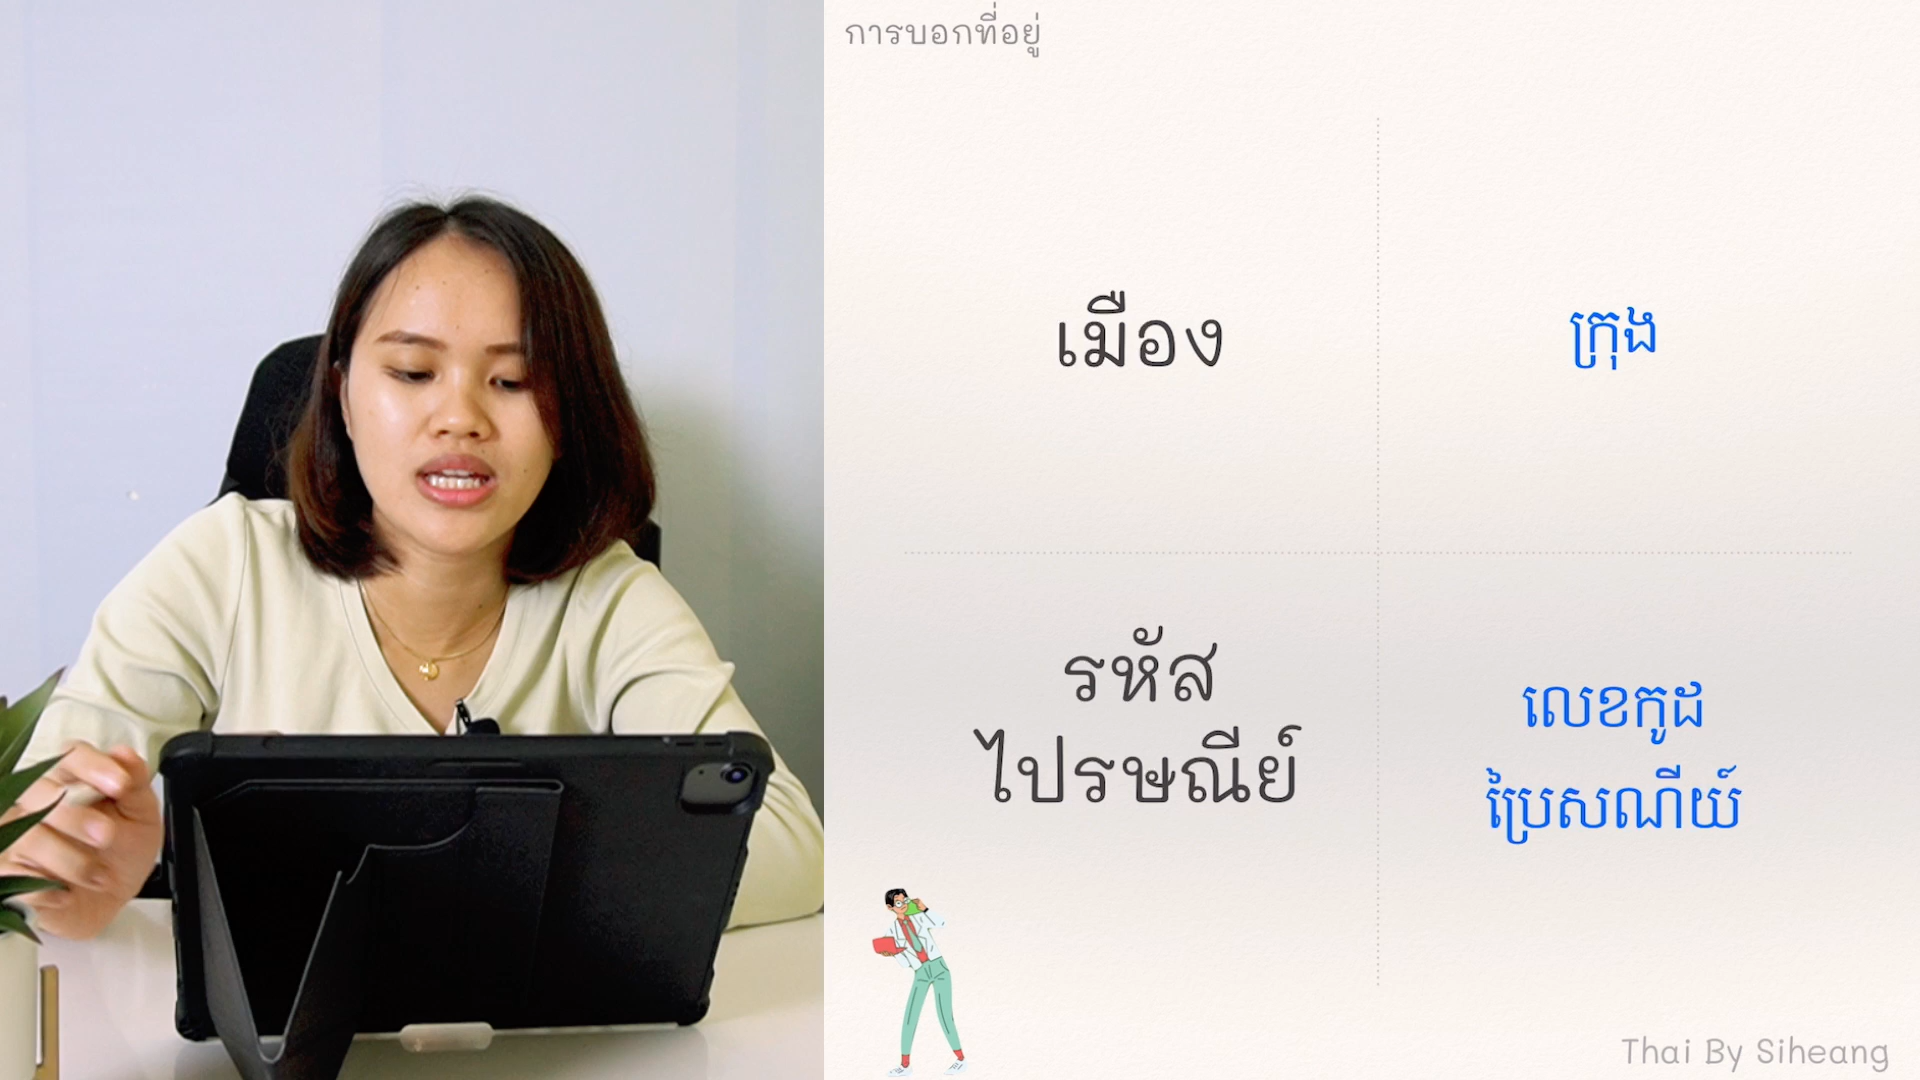 การบอกที่อยู่
เมือง
ក្រុង
รหัส
ไปรษณีย์
លេខកូដ
ប្រៃសណីយ៍
Thai By Siheang